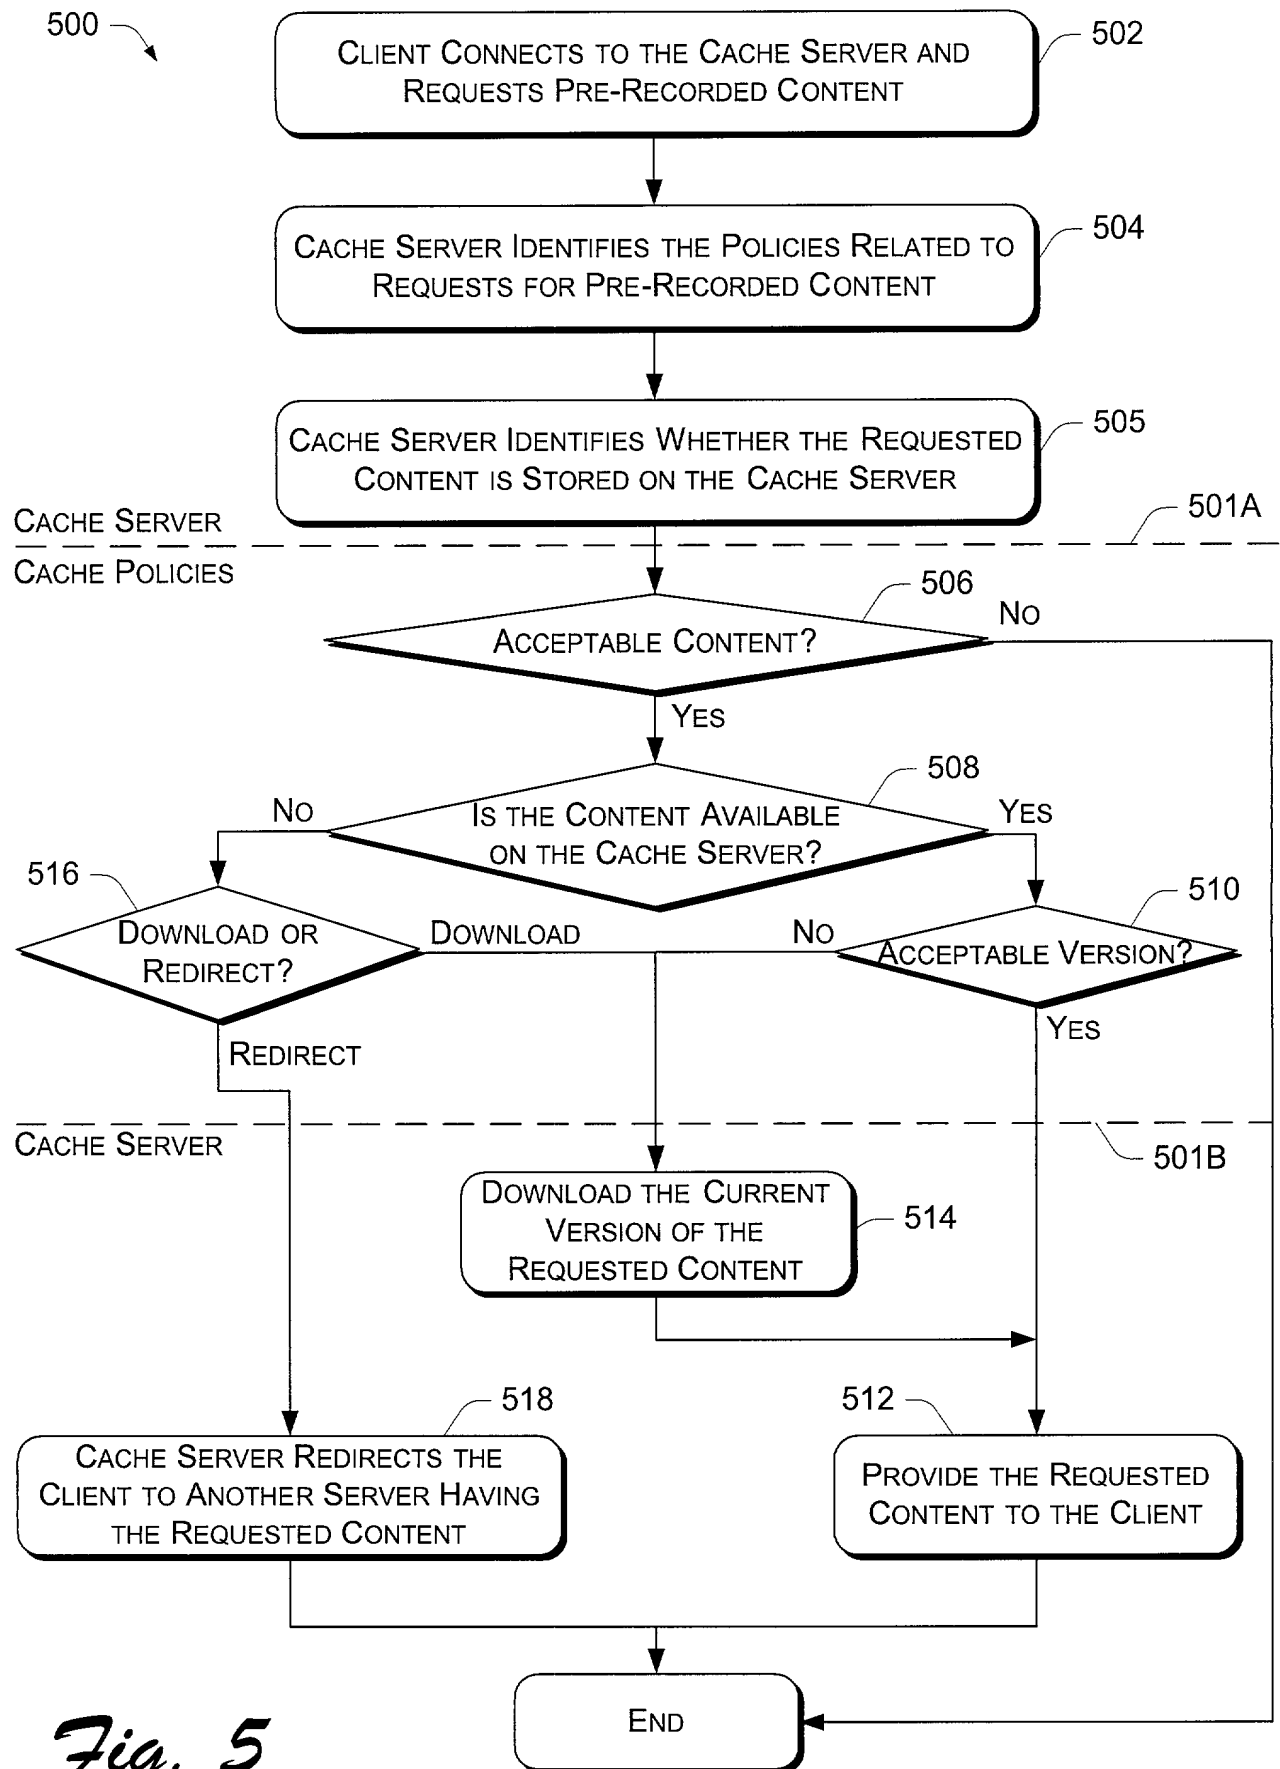 500
CLIENT CONNECTS TO THE CACHE SERVER AND
REQUESTS PRE-RECORDED CONTENT
502
CACHE SERVER IDENTIFIES THE POLICIES RELATED TO
REQUESTS FOR PRE-RECORDED CONTENT
504
CACHE SERVER IDENTIFIES WHETHER THE REQUESTED
CONTENT IS STORED ON THE CACHE SERVER
505
CACHE SERVER
501A
CACHE POLICIES
506
ACCEPTABLE CONTENT?
NO
YES
508
IS THE CONTENT AVAILABLE
ON THE CACHE SERVER?
NO
YES
516
DOWNLOAD OR
REDIRECT?
DOWNLOAD
NO
510
ACCEPTABLE VERSION?
REDIRECT
YES
CACHE SERVER
501B
DOWNLOAD THE CURRENT
VERSION OF THE
REQUESTED CONTENT
514
518
CACHE SERVER REDIRECTS THE
CLIENT TO ANOTHER SERVER HAVING
THE REQUESTED CONTENT
512
PROVIDE THE REQUESTED
CONTENT TO THE CLIENT
END
Fig. 5